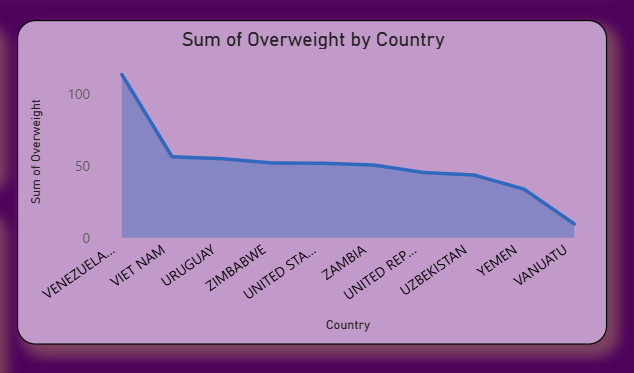 Sum of Overweight by Country
100
50
0
Sum of Overweight
VENEZUELA...
VIET NAM
URUGUAY
ZIMBABWE
UNITED STA...
ZAMBIA
UNITED REP...
UZBEKISTAN
YEMEN
VANUATU
Country